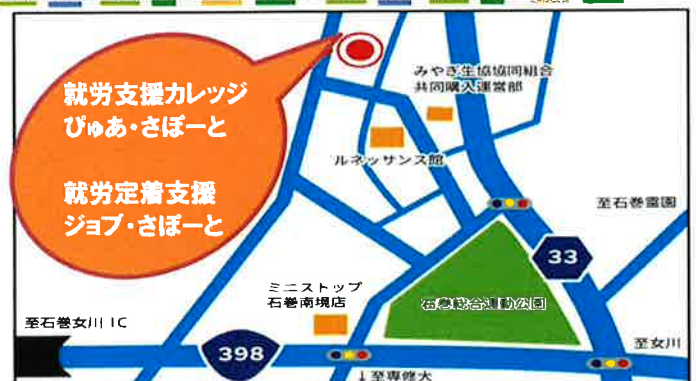 就労支援カレッジ
ぴゅあ・さぽーと
就労定着支援
ジョブ・さぽーと
みやぎ生協協同組合
共同購入運営部
ルネッサンス館
至石巻霊園
33
ミニストップ
石巻南境店
石巻総合運動公園
至石巻女川IC
398
至女川
↓至専修大